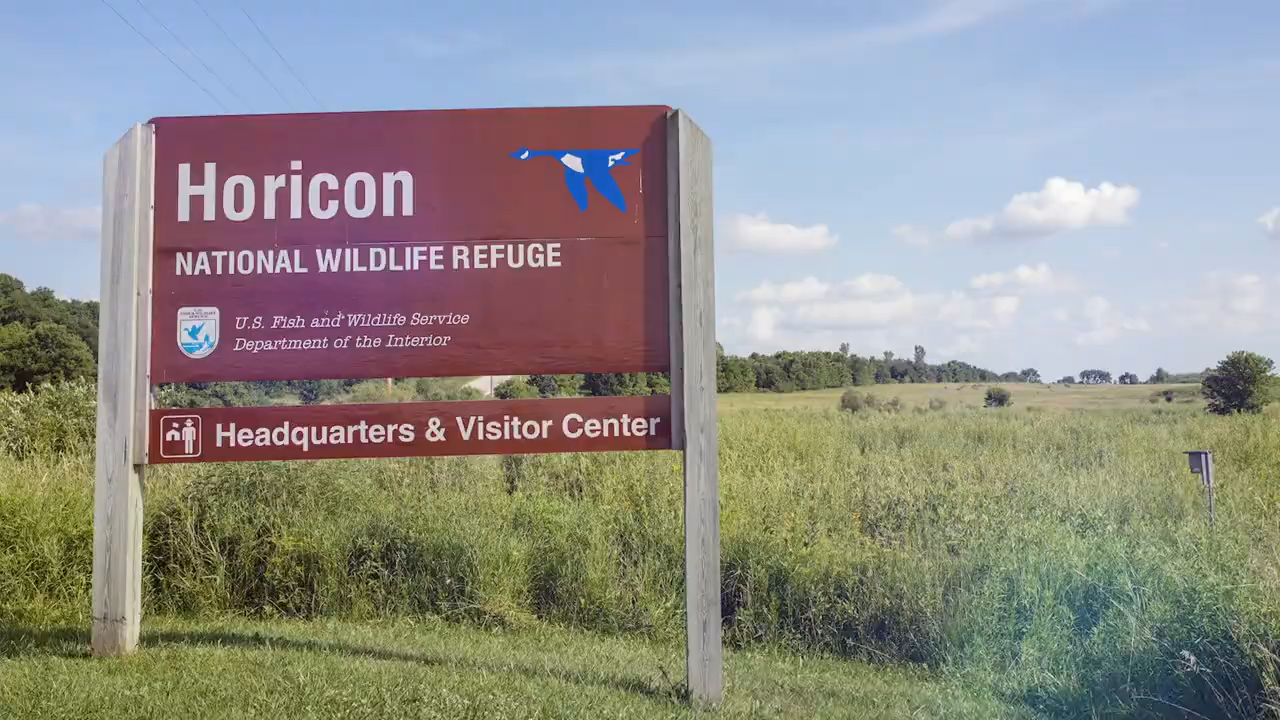 Horicon
NATIONAL WILDLIFE REFUGE
U.S. Fish and Wildlife Service
Department of the Interior
Headquarters & Visitor Center